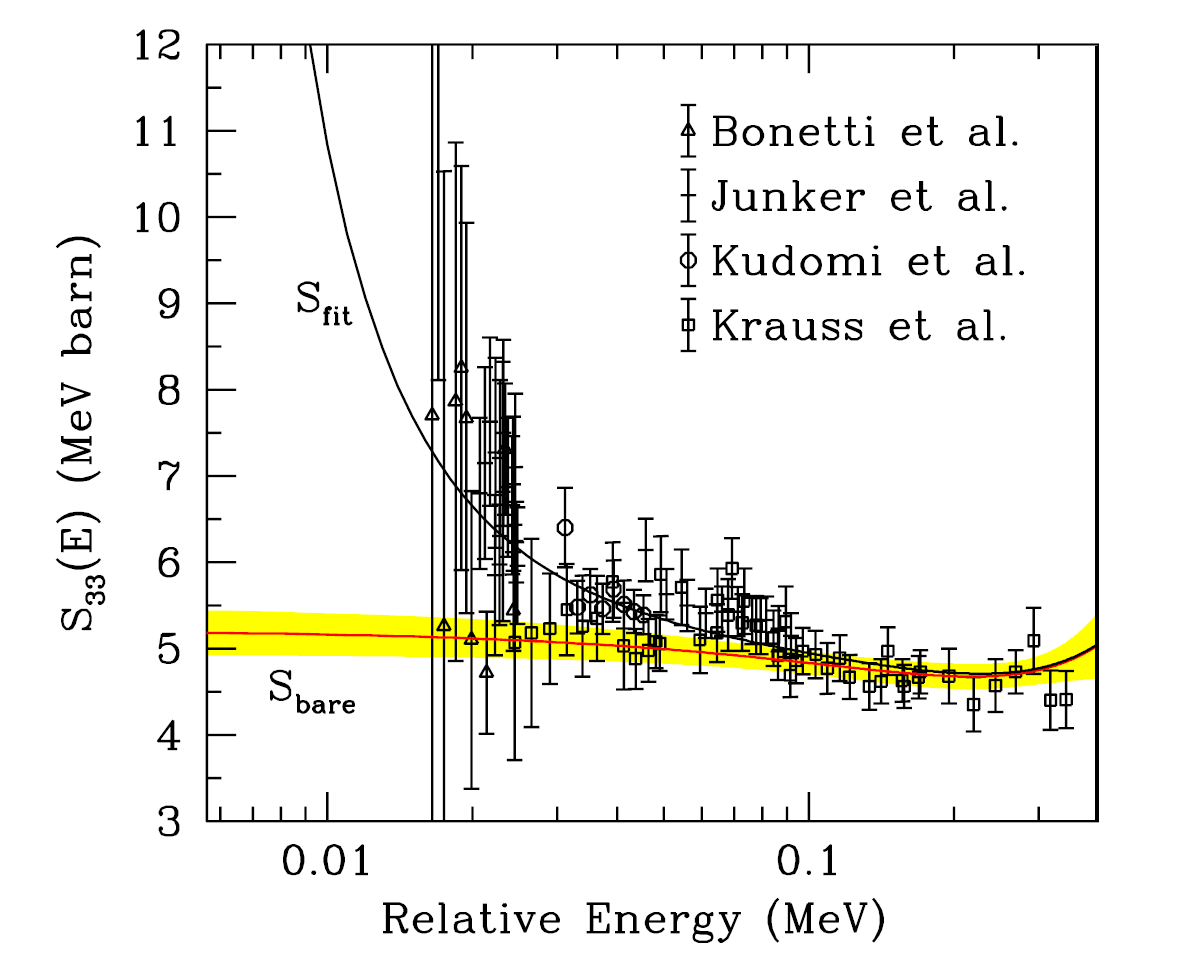 12
11
10
9
8
7
6
5
4
3
S33(E) (MeV barn)
Bonetti et al.
Junker et al.
Kudomi et al.
Krauss et al.
Sfit
Sbare
0.01 0.1
Relative Energy (MeV)